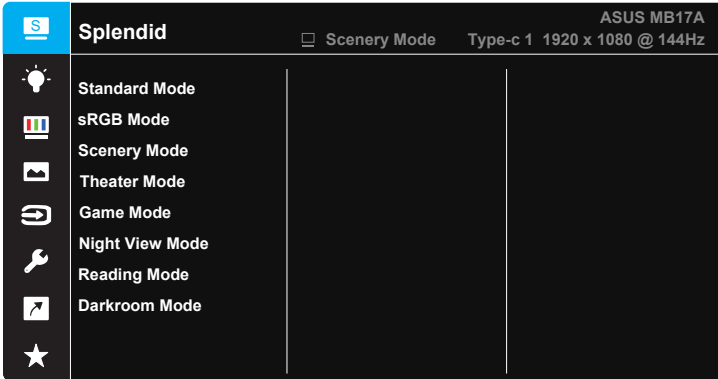 S
Splendid
ASUS MB17A
Scenery Mode Type-c 1 1920 x 1080 @ 144Hz
Standard Mode
sRGB Mode
Scenery Mode
Theater Mode
Game Mode
Night View Mode
Reading Mode
Darkroom Mode